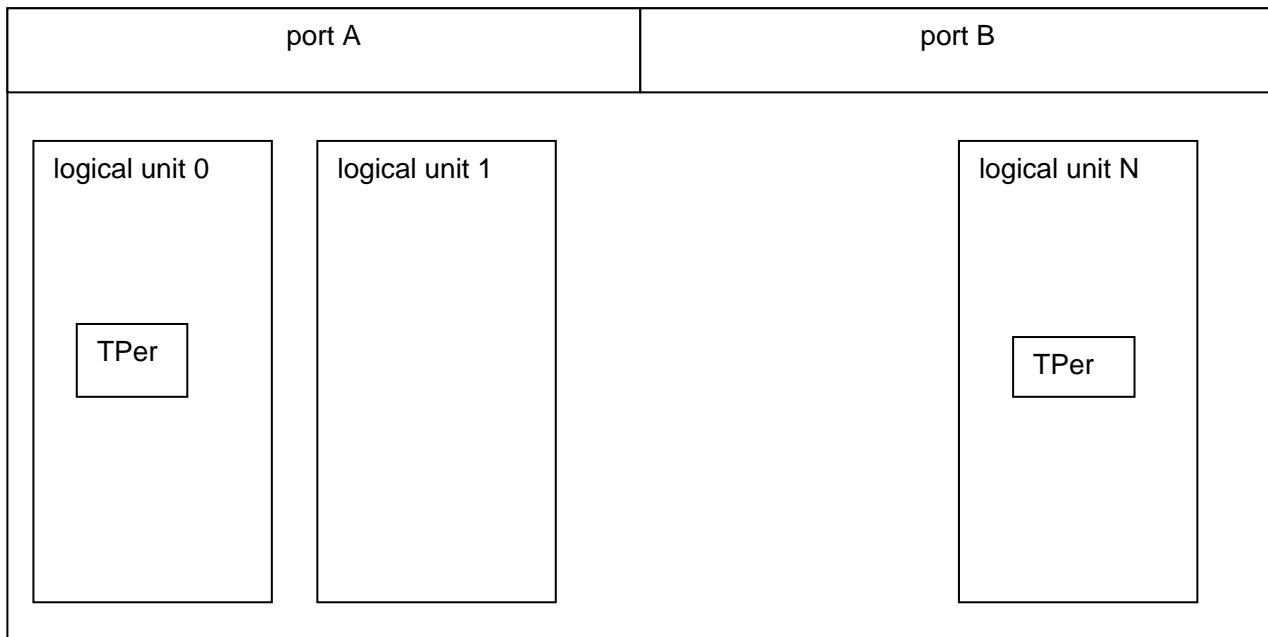 port A
port B
logical unit 0
logical unit 1
logical unit N
TPer
TPer